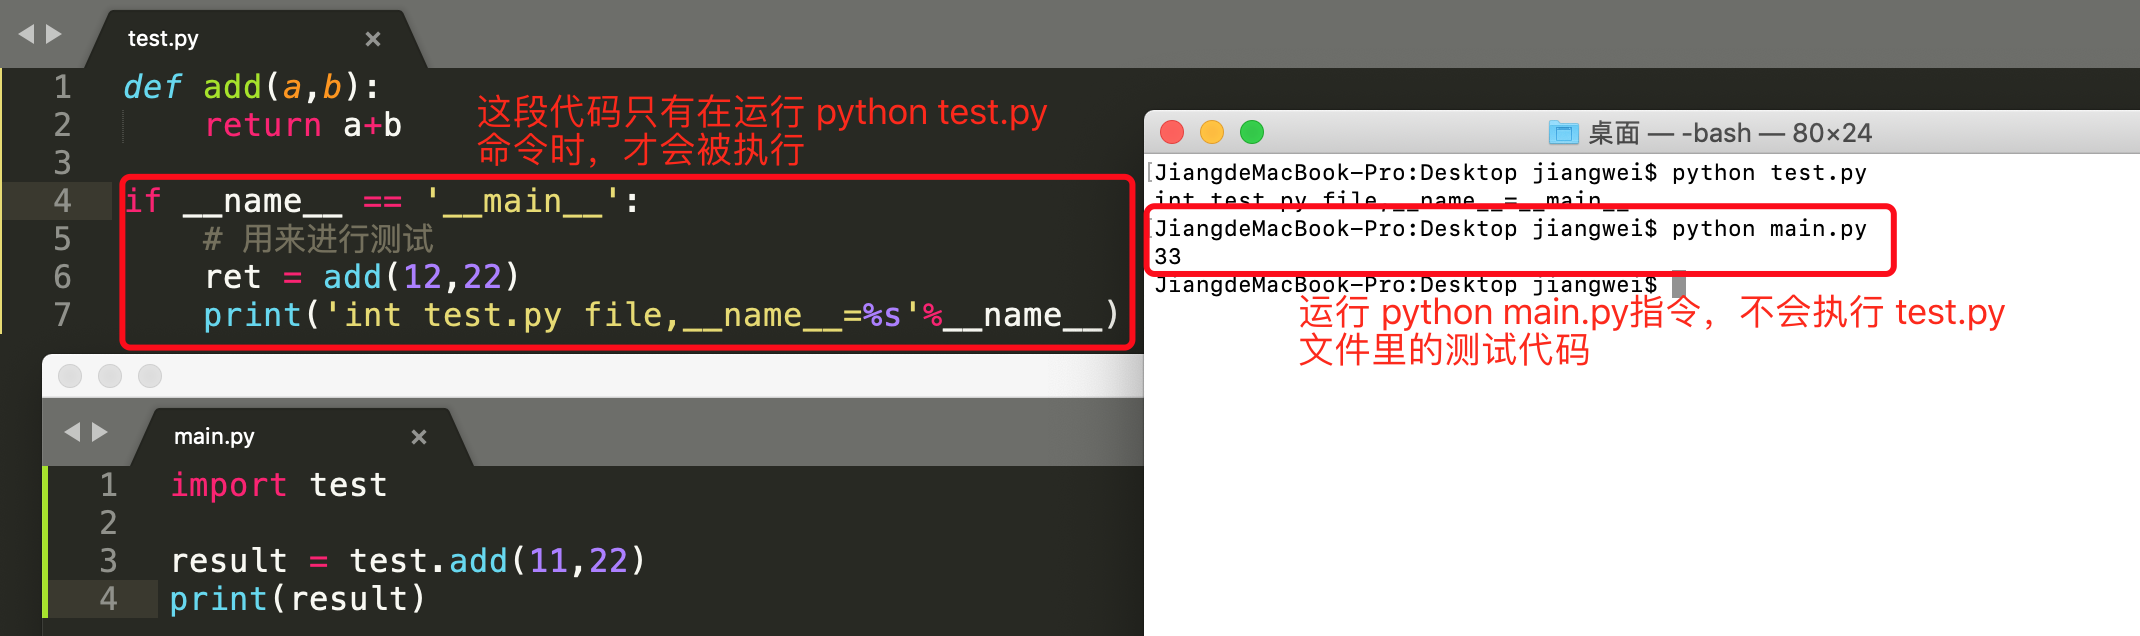 test.py
1 def add(a,b):
2     return a+b
3
4 if __name__ == '__main__':
5     # 用来进行测试
6     ret = add(12,22)
7     print('int test.py file,__name__=%s'%__name__)
这段代码只有在运行 python test.py
命令时，才会被执行
main.py
1 import test
2
3 result = test.add(11,22)
4 print(result)
桌面 — -bash — 80×24
[JiangdeMacBook-Pro:Desktop jiangwei$ python test.py
int test.py file,__name__=__main__
[JiangdeMacBook-Pro:Desktop jiangwei$ python main.py
33
JiangdeMacBook-Pro:Desktop jiangwei$
运行 python main.py指令，不会执行 test.py
文件里的测试代码